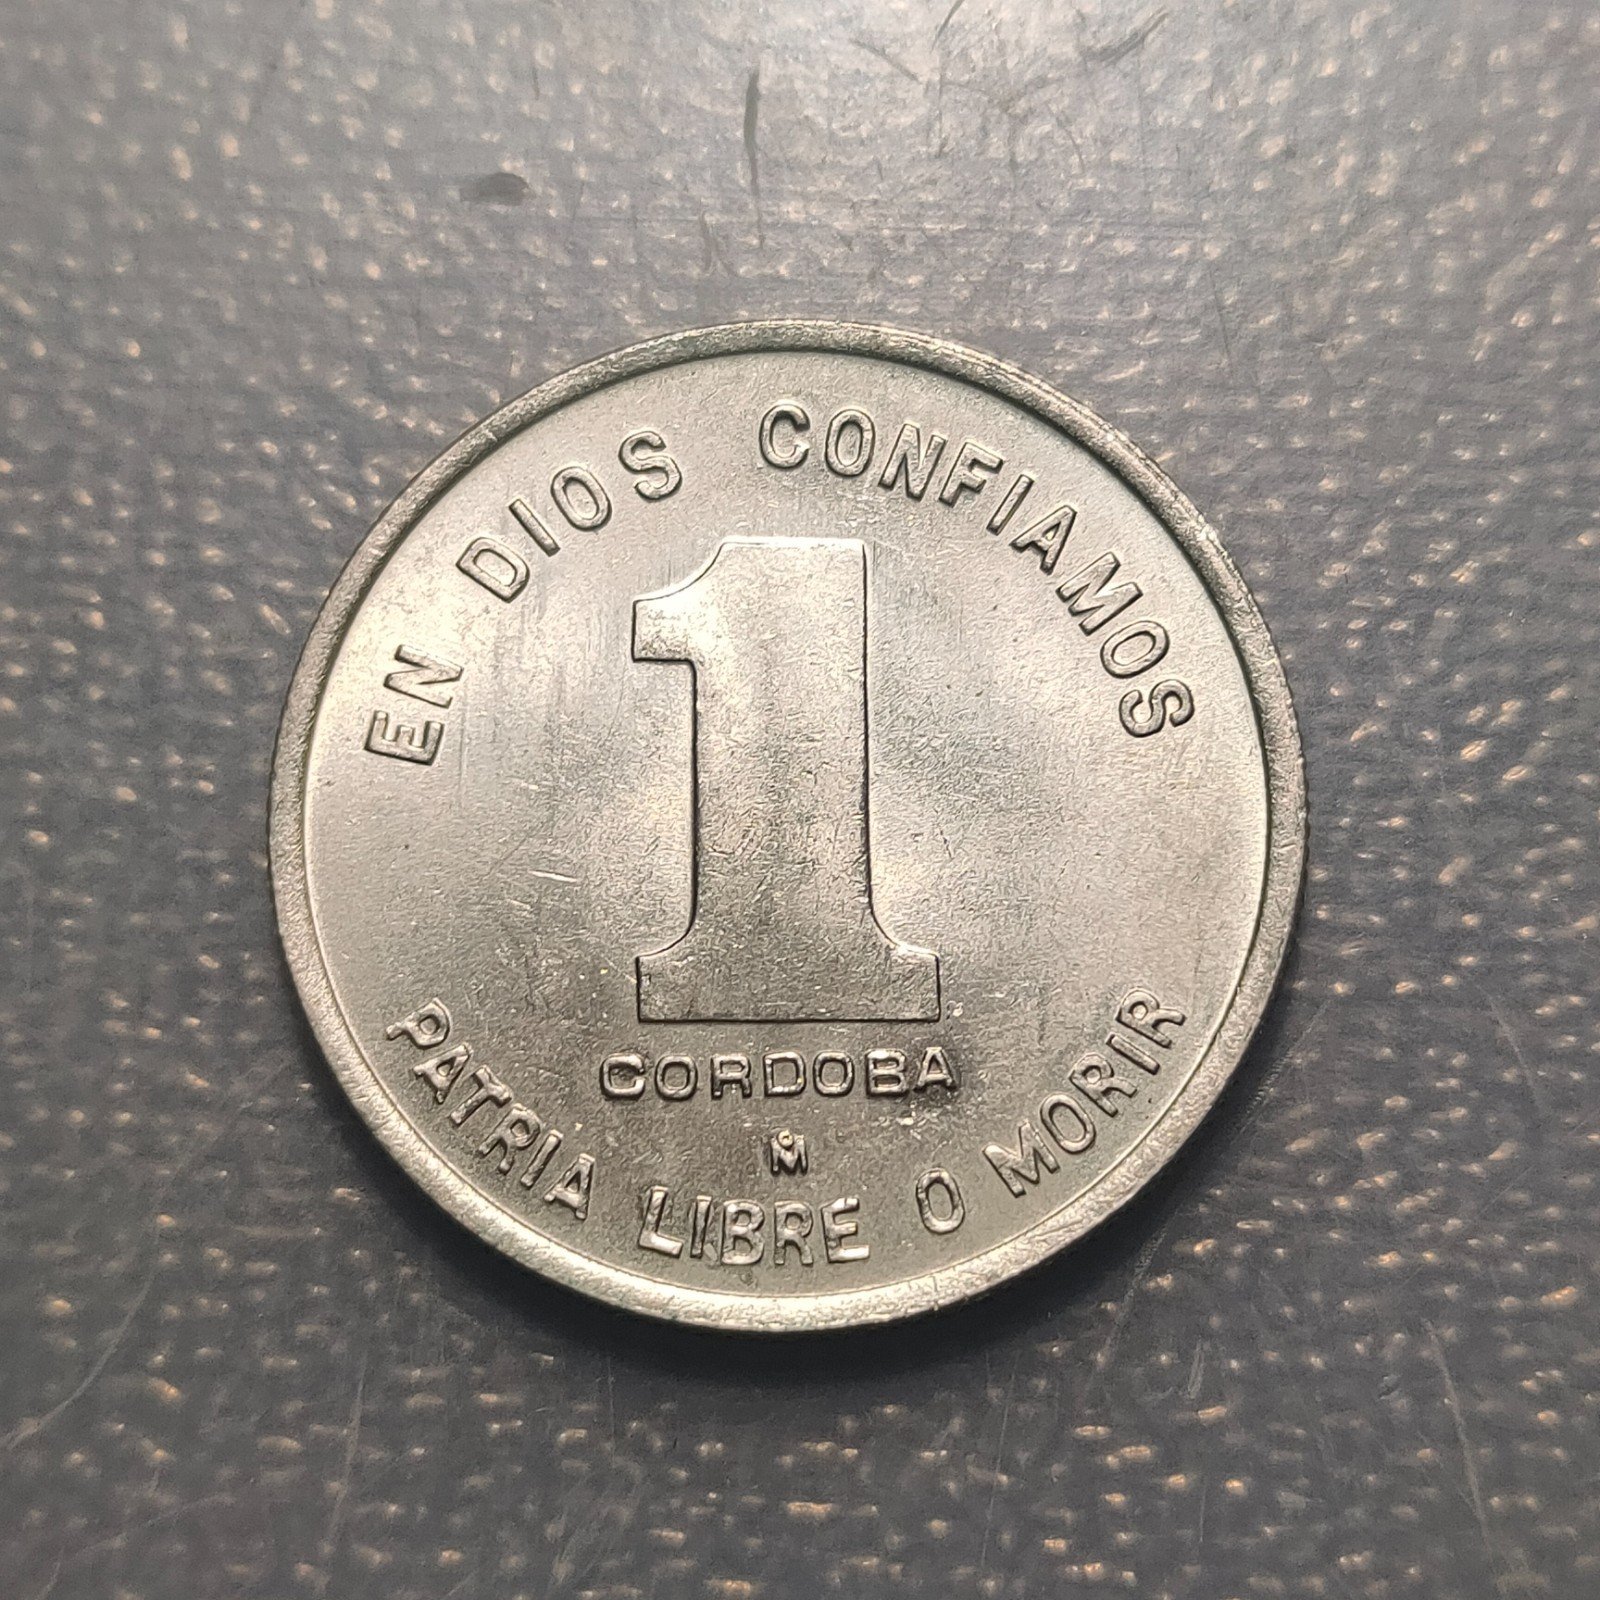 EN DIOS CONFIAMOS
1
CORDOBA
M̊
PATRIA LIBRE O MORIR